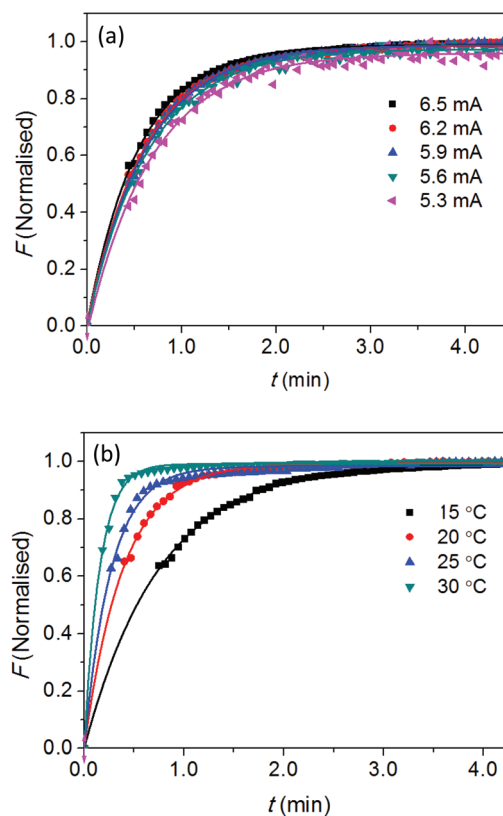 (a)
F (Normalised)
1.0
0.8
0.6
0.4
0.2
0.0
6.5 mA
6.2 mA
5.9 mA
5.6 mA
5.3 mA
0.0 1.0 2.0 3.0 4.0
t (min)
(b)
F (Normalised)
1.0
0.8
0.6
0.4
0.2
0.0
15 °C
20 °C
25 °C
30 °C
0.0 1.0 2.0 3.0 4.0
t (min)